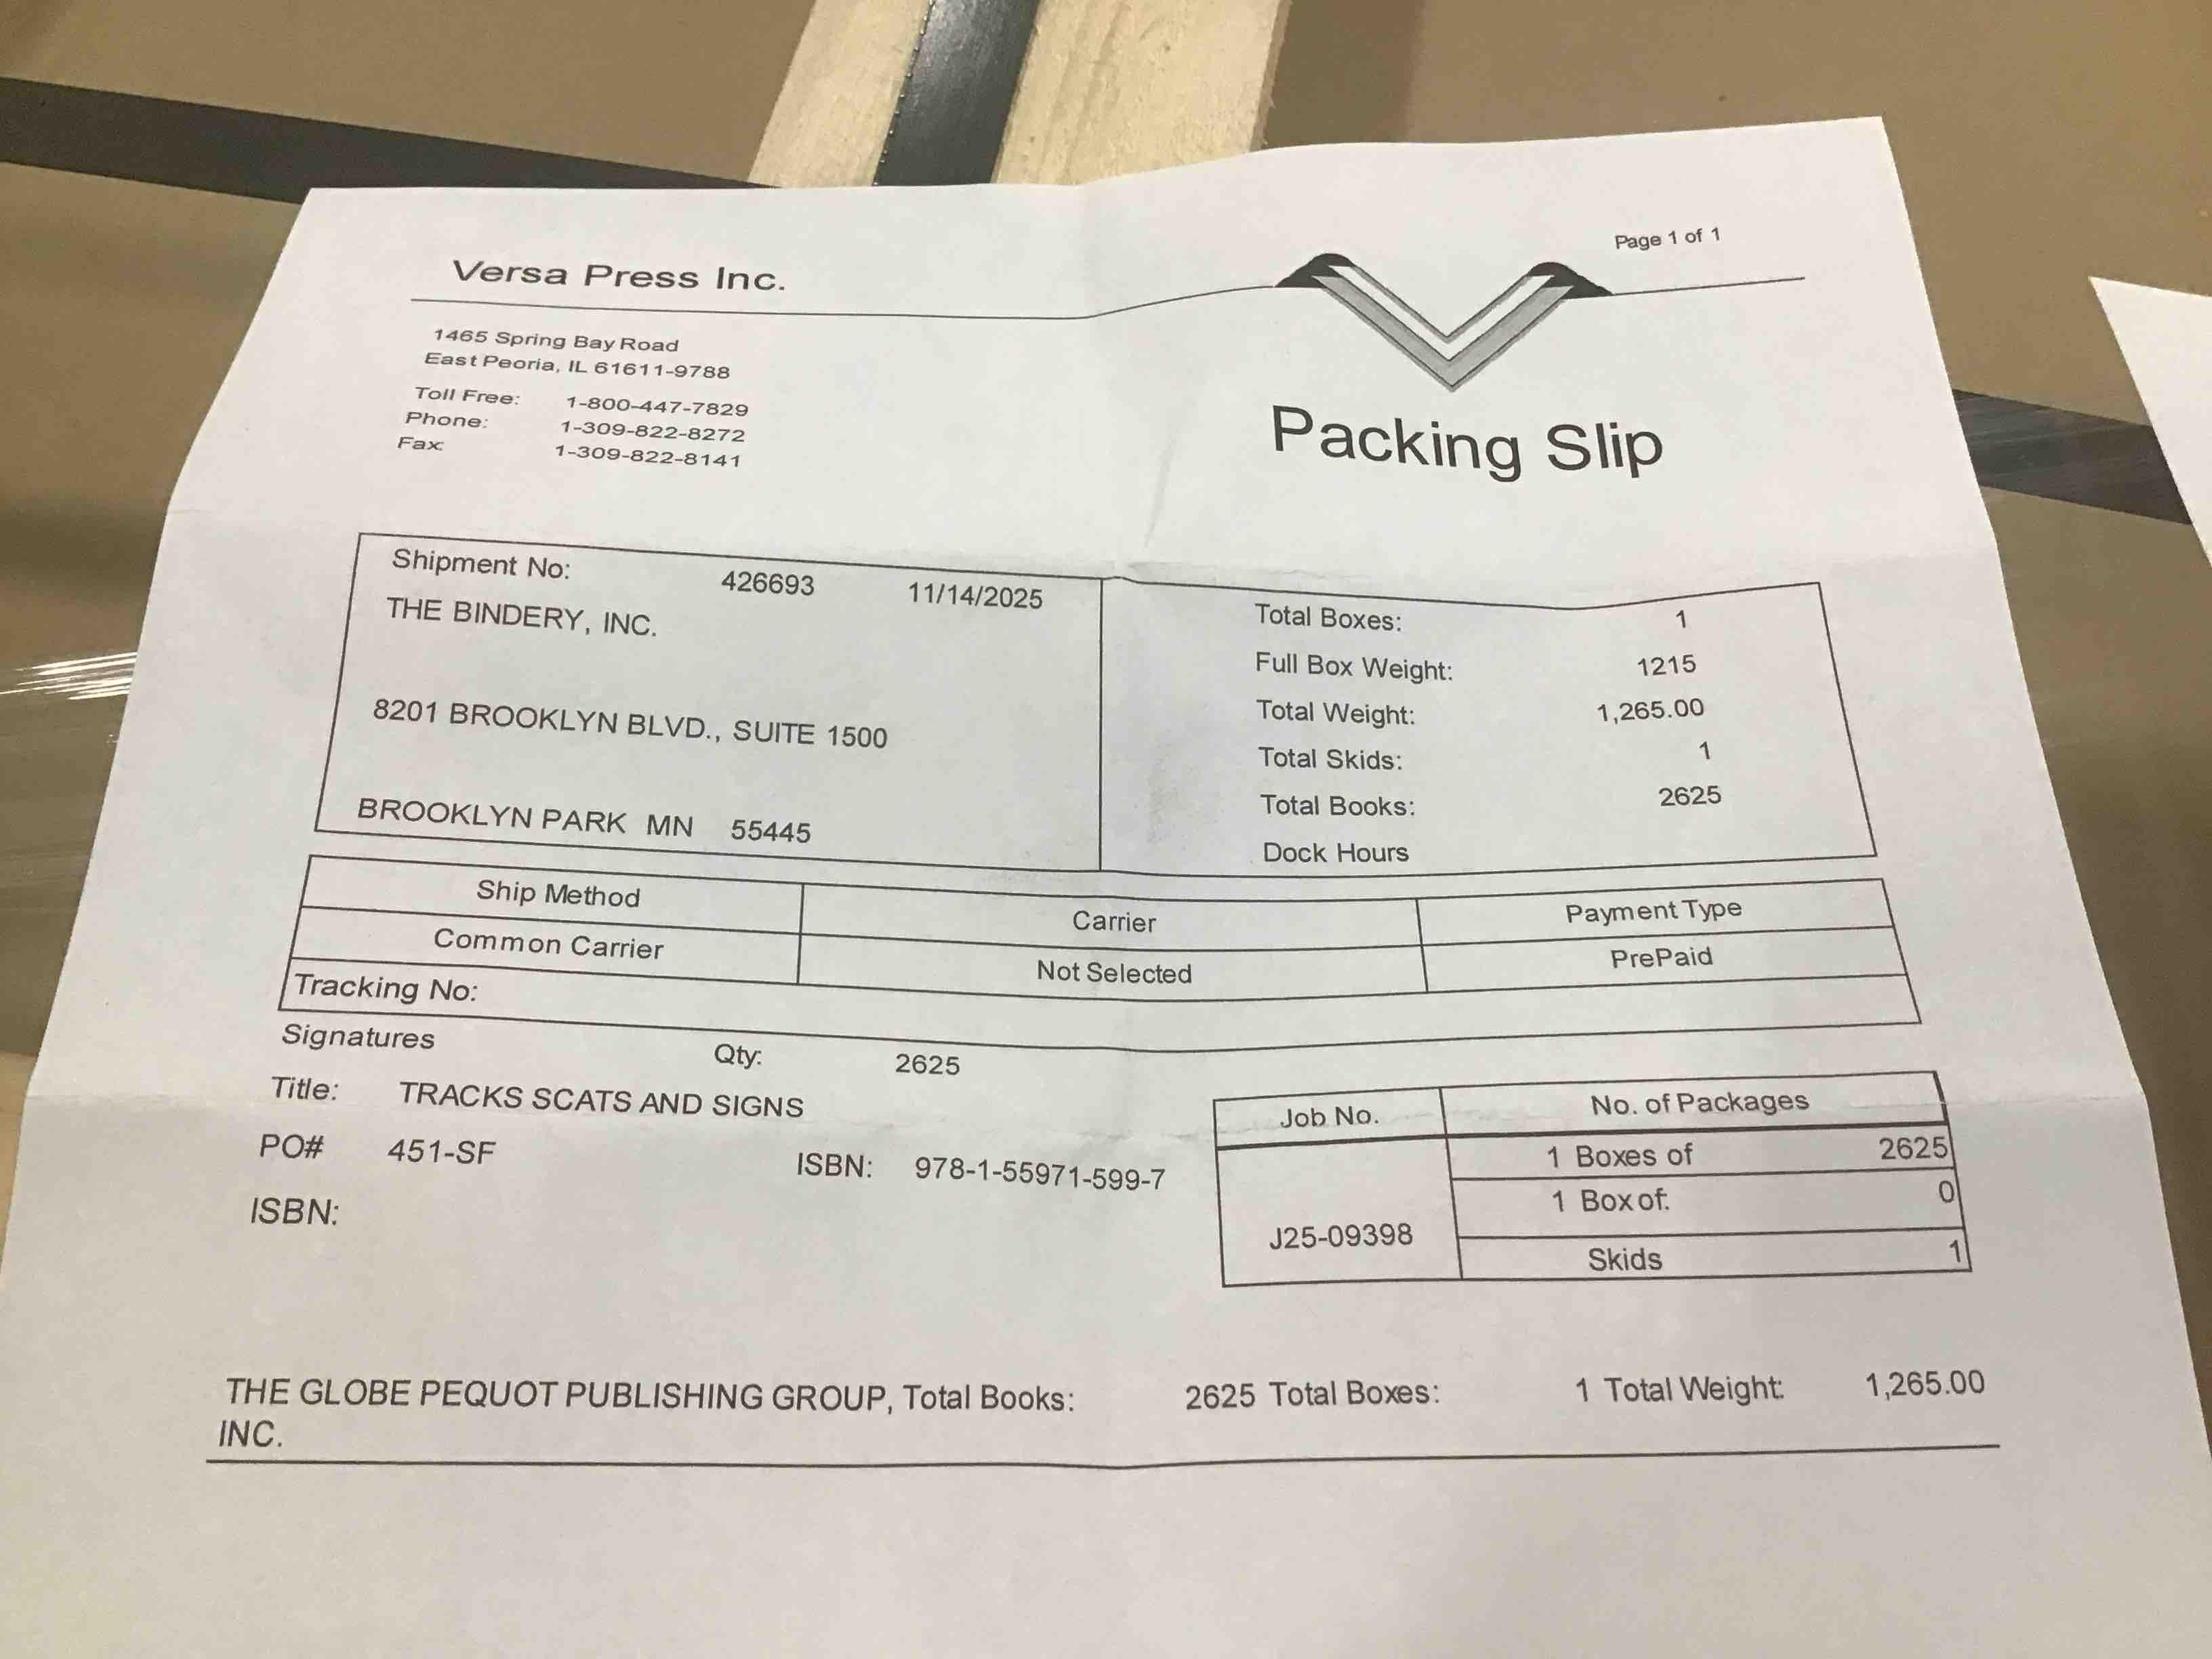 Page 1 of 1
Versa Press Inc.
1465 Spring Bay Road
East Peoria, IL 61611-9788
Toll Free: 1-800-447-7829
Phone: 1-309-822-8272
Fax: 1-309-822-8141
Packing Slip
Shipment No: 426693 11/14/2025
THE BINDERY, INC.
8201 BROOKLYN BLVD., SUITE 1500
BROOKLYN PARK MN 55445
Total Boxes: 1
Full Box Weight: 1215
Total Weight: 1,265.00
Total Skids: 1
Total Books: 2625
Dock Hours
Ship Method Carrier Payment Type
Common Carrier Not Selected PrePaid
Tracking No:
Signatures Qty: 2625
Title: TRACKS SCATS AND SIGNS
PO# 451-SF ISBN: 978-1-55971-599-7
ISBN:
Job No. No. of Packages
J25-09398
1 Boxes of 2625
1 Box of: 0
Skids 1
THE GLOBE PEQUOT PUBLISHING GROUP, Total Books: 2625 Total Boxes: 1 Total Weight: 1,265.00
INC.